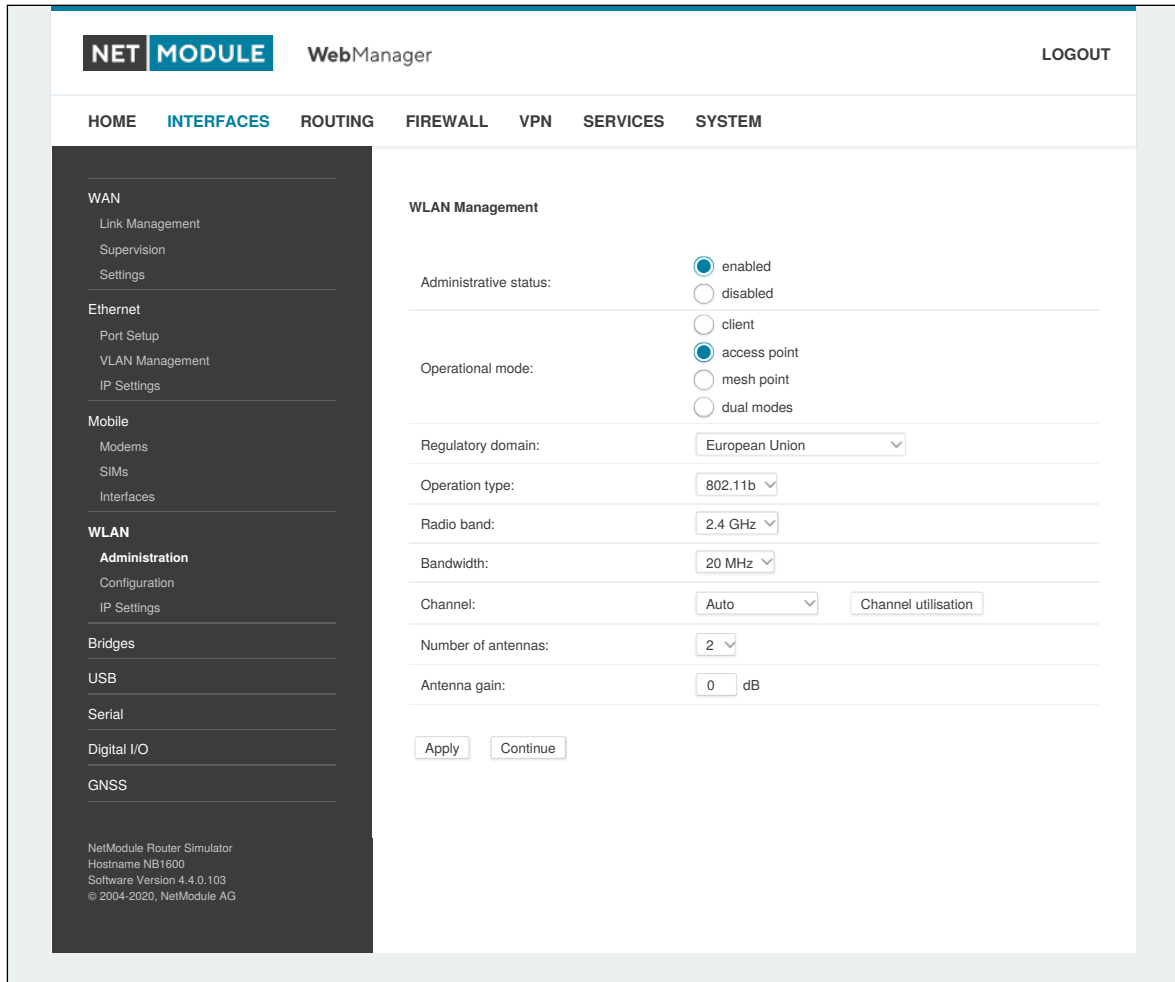 NET MODULE WebManager LOGOUT
HOME INTERFACES ROUTING FIREWALL VPN SERVICES SYSTEM
WAN
Link Management
Supervision
Settings
Ethernet
Port Setup
VLAN Management
IP Settings
Mobile
Modems
SIMs
Interfaces
WLAN
Administration
Configuration
IP Settings
Bridges
USB
Serial
Digital I/O
GNSS
NetModule Router Simulator
Hostname NB1600
Software Version 4.4.0.103
© 2004-2020, NetModule AG
WLAN Management
Administrative status:
enabled
disabled
Operational mode:
client
access point
mesh point
dual modes
Regulatory domain: European Union
Operation type: 802.11b
Radio band: 2.4 GHz
Bandwidth: 20 MHz
Channel: Auto Channel utilisation
Number of antennas: 2
Antenna gain: 0 dB
Apply Continue